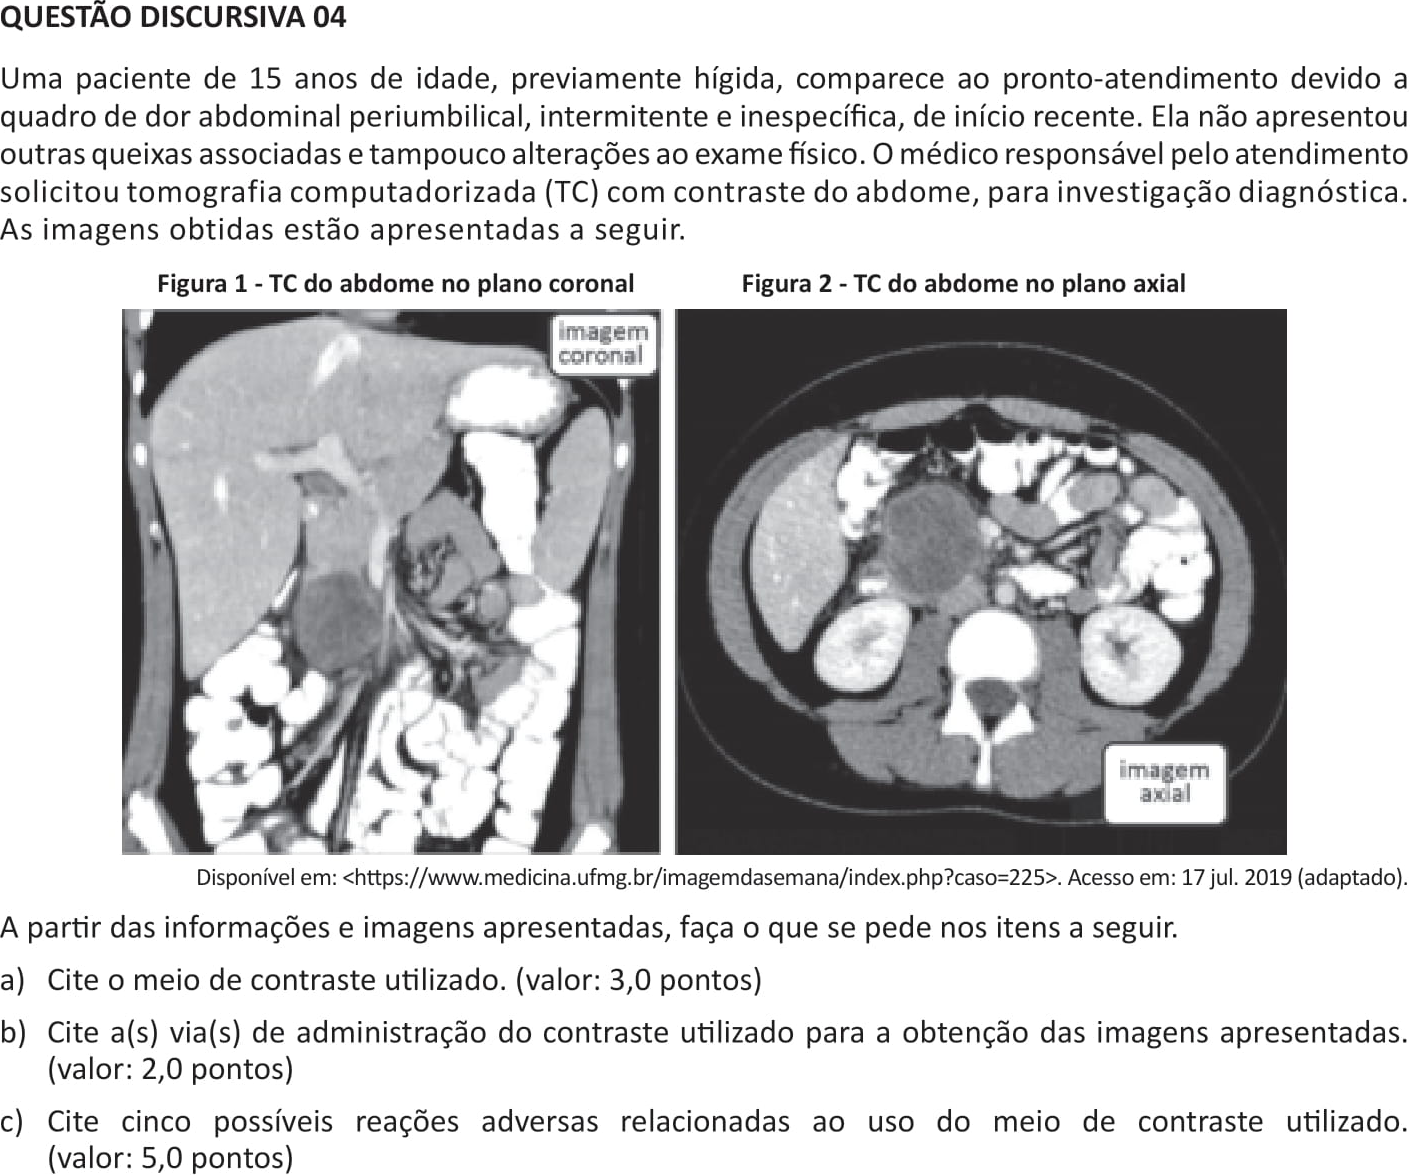 QUESTÃO DISCURSIVA 04
Uma paciente de 15 anos de idade, previamente hígida, comparece ao pronto-atendimento devido a
quadro de dor abdominal periumbilical, intermitente e inespecífica, de início recente. Ela não apresentou
outras queixas associadas e tampouco alterações ao exame físico. O médico responsável pelo atendimento
solicitou tomografia computadorizada (TC) com contraste do abdome, para investigação diagnóstica.
As imagens obtidas estão apresentadas a seguir.
Figura 1 - TC do abdome no plano coronal
Figura 2 - TC do abdome no plano axial
imagem
coronal
imagem
axial
Disponível em: <https://www.medicina.ufmg.br/imagemdasemana/index.php?caso=225>. Acesso em: 17 jul. 2019 (adaptado).
A partir das informações e imagens apresentadas, faça o que se pede nos itens a seguir.
a) Cite o meio de contraste utilizado. (valor: 3,0 pontos)
b) Cite a(s) via(s) de administração do contraste utilizado para a obtenção das imagens apresentadas.
(valor: 2,0 pontos)
c) Cite cinco possíveis reações adversas relacionadas ao uso do meio de contraste utilizado.
(valor: 5,0 pontos)